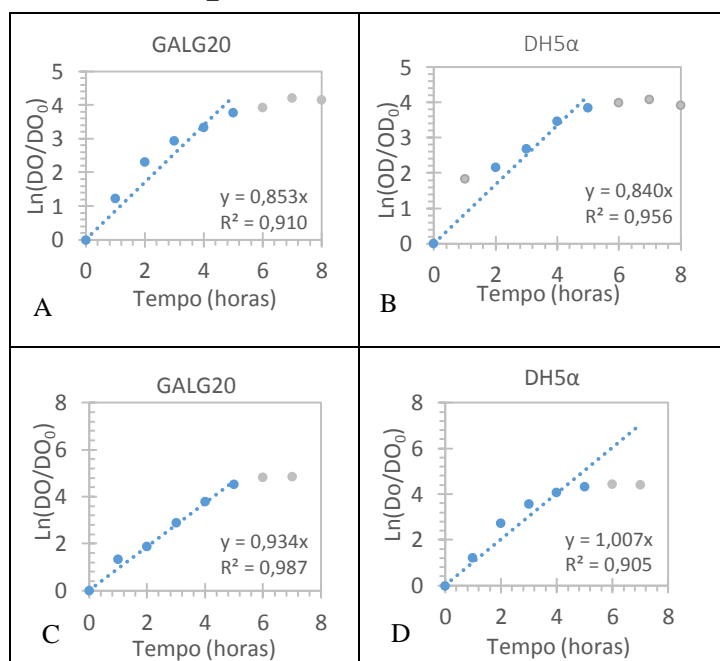 GALG20
Ln(DO/DO₀)
5
4
3
2
1
0
y = 0,853x
R² = 0,910
0 2 4 6 8
Tempo (horas)
A
DH5α
Ln(OD/OD₀)
5
4
3
2
1
0
y = 0,840x
R² = 0,956
0 2 4 6 8
Tempo (horas)
B
GALG20
Ln(DO/DO₀)
8
6
4
2
0
y = 0,934x
R² = 0,987
0 2 4 6 8
Tempo (horas)
C
DH5α
Ln(Do/DO₀)
8
6
4
2
0
y = 1,007x
R² = 0,905
0 2 4 6 8
Tempo (horas)
D